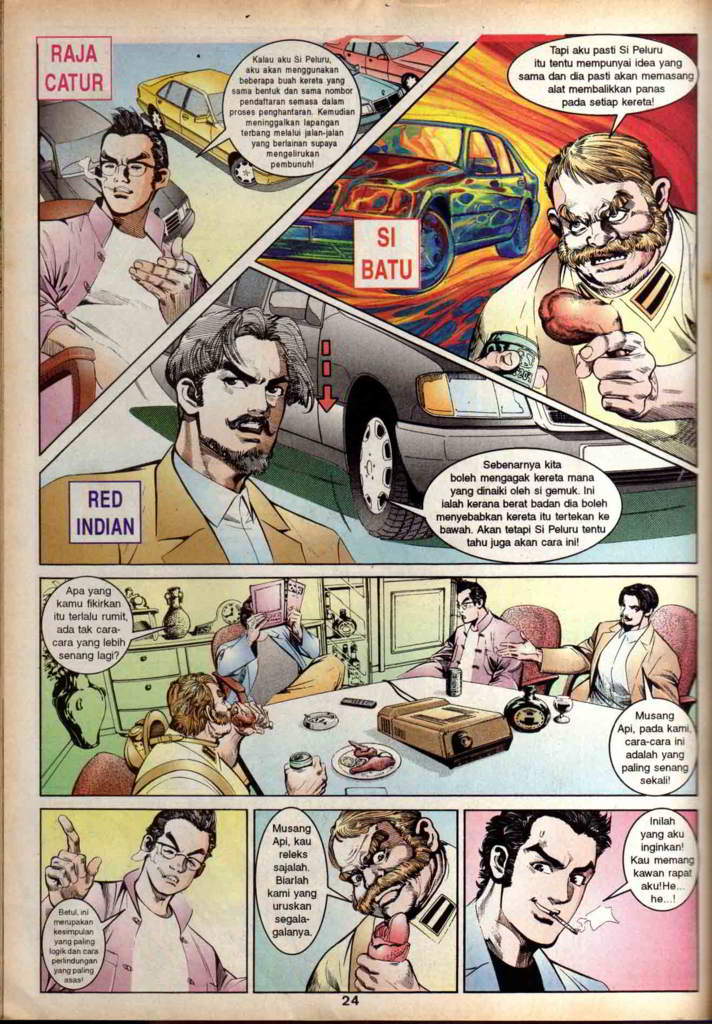 RAJA
CATUR
Kalau aku Si Peluru,
aku akan menggunakan
beberapa buah kereta yang
sama bentuk dan sama nombor
pendaftaran semasa dalam
proses penghantaran. Kemudian
meninggalkan lapangan
terbang melalui jalan-jalan
yang berlainan supaya
mengelirukan
pembunuh!
Tapi aku pasti Si Peluru
itu tentu mempunyai idea yang
sama dan dia pasti akan memasang
alat membalikkan panas
pada setiap kereta!
SI
BATU
RED
INDIAN
Sebenarnya kita
boleh mengagak kereta mana
yang dinaiki oleh si gemuk. Ini
ialah kerana berat badan dia boleh
menyebabkan kereta itu tertekan ke
bawah. Akan tetapi Si Peluru tentu
tahu juga akan cara ini!
Apa yang
kamu fikirkan
itu terlalu rumit,
ada tak cara-
cara yang lebih
senang lagi?
Musang
Api, pada kami,
cara-cara ini
adalah yang
paling senang
sekali!
Betul, ini
merupakan
kesimpulan
yang paling
logik dan cara
perlindungan
yang paling
asas!
Musang
Api, kau
releks
sajalah.
Biarlah
kami yang
uruskan
segala-
galanya.
Inilah
yang aku
inginkan!
Kau memang
kawan rapat
aku!He...
he...!
24